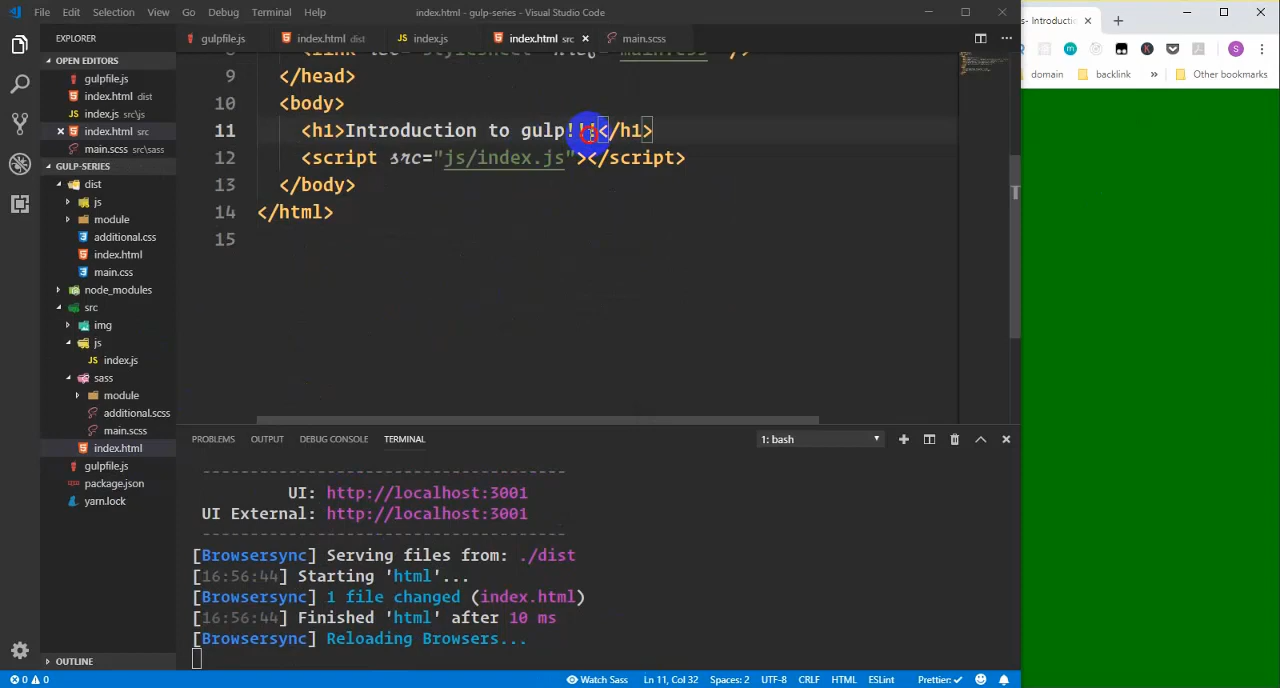 File Edit Selection View Go Debug Terminal Help
index.html - gulp-series - Visual Studio Code
EXPLORER
OPEN EDITORS
gulpfile.js
index.html dist
index.js src\js
index.html src
main.scss src\sass
GULP-SERIES
dist
js
module
additional.css
index.html
main.css
node_modules
src
img
js
index.js
sass
module
additional.scss
main.scss
index.html
gulpfile.js
package.json
yarn.lock
OUTLINE
gulpfile.js index.html dist index.js index.html src main.scss
9 </head>
10 <body>
11 <h1>Introduction to gulp!!!</h1>
12 <script src="js/index.js"></script>
13 </body>
14 </html>
15
PROBLEMS OUTPUT DEBUG CONSOLE TERMINAL 1: bash
--------------------------------------
UI: http://localhost:3001
UI External: http://localhost:3001
--------------------------------------
[Browsersync] Serving files from: ./dist
[16:56:44] Starting 'html'...
[Browsersync] 1 file changed (index.html)
[16:56:44] Finished 'html' after 10 ms
[Browsersync] Reloading Browsers...
0 0 Watch Sass Ln 11, Col 32 Spaces: 2 UTF-8 CRLF HTML ESLint Prettier: ✓
s- Introductio
S
domain backlink » Other bookmarks